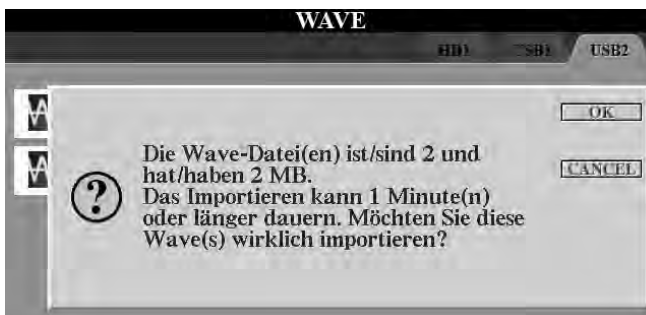 WAVE
HD1 USB1 USB2
OK
Die Wave-Datei(en) ist/sind 2 und
hat/haben 2 MB.
CANCEL
Das Importieren kann 1 Minute(n)
oder länger dauern. Möchten Sie diese
Wave(s) wirklich importieren?